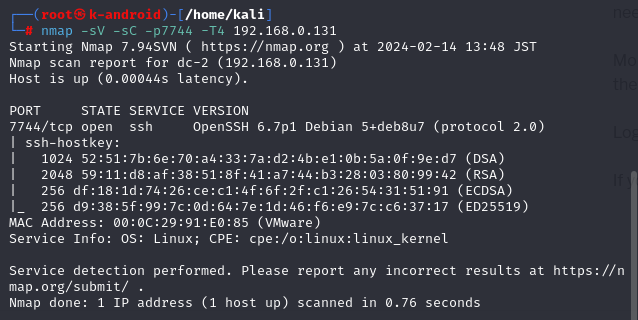 ┌──(root㉿k-android)-[/home/kali]
└─# nmap -sV -sC -p7744 -T4 192.168.0.131
Starting Nmap 7.94SVN ( https://nmap.org ) at 2024-02-14 13:48 JST
Nmap scan report for dc-2 (192.168.0.131)
Host is up (0.00044s latency).

PORT     STATE SERVICE VERSION
7744/tcp open  ssh     OpenSSH 6.7p1 Debian 5+deb8u7 (protocol 2.0)
| ssh-hostkey:
|   1024 52:51:7b:6e:70:a4:33:7a:d2:4b:e1:0b:5a:0f:9e:d7 (DSA)
|   2048 59:11:d8:af:38:51:8f:41:a7:44:b3:28:03:80:99:42 (RSA)
|   256 df:18:1d:74:26:ce:c1:4f:6f:2f:c1:26:54:31:51:91 (ECDSA)
|_  256 d9:38:5f:99:7c:0d:64:7e:1d:46:f6:e9:7c:c6:37:17 (ED25519)
MAC Address: 00:0C:29:91:E0:85 (VMware)
Service Info: OS: Linux; CPE: cpe:/o:linux:linux_kernel

Service detection performed. Please report any incorrect results at https://n
map.org/submit/ .
Nmap done: 1 IP address (1 host up) scanned in 0.76 seconds